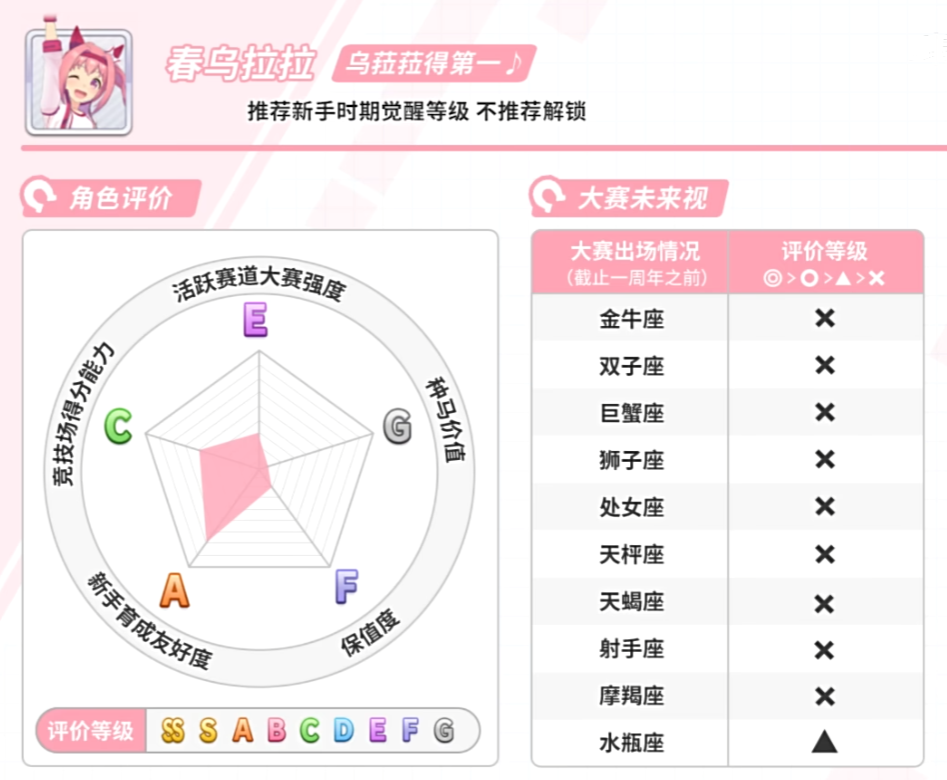 春乌拉拉
乌菈菈得第一♪
推荐新手时期觉醒等级 不推荐解锁
角色评价
活跃赛道大赛强度
E
种马价值
G
保值度
F
新手育成友好度
A
竞技场得分能力
C
评价等级 SS S A B C D E F G
大赛未来视
大赛出场情况
(截止一周年之前)
评价等级
◎>○>▲>×
金牛座 ×
双子座 ×
巨蟹座 ×
狮子座 ×
处女座 ×
天枰座 ×
天蝎座 ×
射手座 ×
摩羯座 ×
水瓶座 ▲